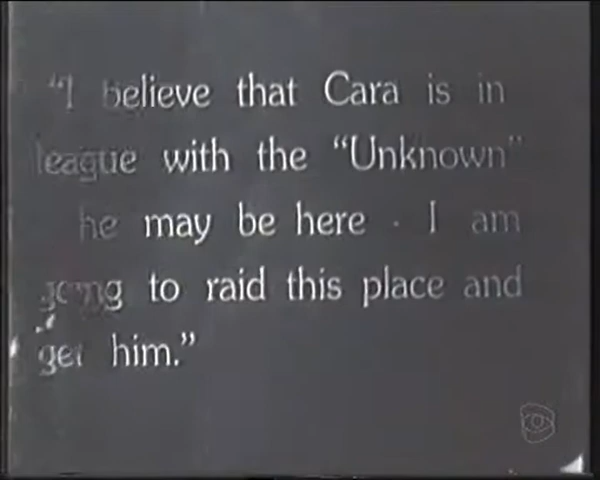 "I believe that Cara is in
league with the "Unknown"
he may be here - I am
going to raid this place and
get him."